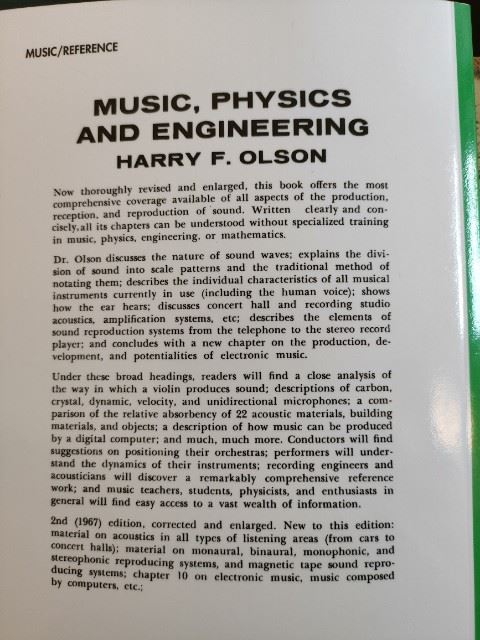 MUSIC/REFERENCE
MUSIC, PHYSICS
AND ENGINEERING
HARRY F. OLSON
Now thoroughly revised and enlarged, this book offers the most
comprehensive coverage available of all aspects of the production,
reception, and reproduction of sound. Written clearly and con-
cisely, all its chapters can be understood without specialized training
in music, physics, engineering, or mathematics.
Dr. Olson discusses the nature of sound waves; explains the divi-
sion of sound into scale patterns and the traditional method of
notating them; describes the individual characteristics of all musical
instruments currently in use (including the human voice); shows
how the ear hears; discusses concert hall and recording studio
acoustics, amplification systems, etc; describes the elements of
sound reproduction systems from the telephone to the stereo record
player; and concludes with a new chapter on the production, de-
velopment, and potentialities of electronic music.
Under these broad headings, readers will find a close analysis of
the way in which a violin produces sound; descriptions of carbon,
crystal, dynamic, velocity, and unidirectional microphones; a com-
parison of the relative absorbency of 22 acoustic materials, building
materials, and objects; a description of how music can be produced
by a digital computer; and much, much more. Conductors will find
suggestions on positioning their orchestras; performers will under-
stand the dynamics of their instruments; recording engineers and
acousticians will discover a remarkably comprehensive reference
work; and music teachers, students, physicists, and enthusiasts in
general will find easy access to a vast wealth of information.
2nd (1967) edition, corrected and enlarged. New to this edition:
material on acoustics in all types of listening areas (from cars to
concert halls); material on monaural, binaural, monophonic, and
stereophonic reproducing systems, and magnetic tape sound repro-
ducing systems; chapter 10 on electronic music, music composed
by computers, etc.;